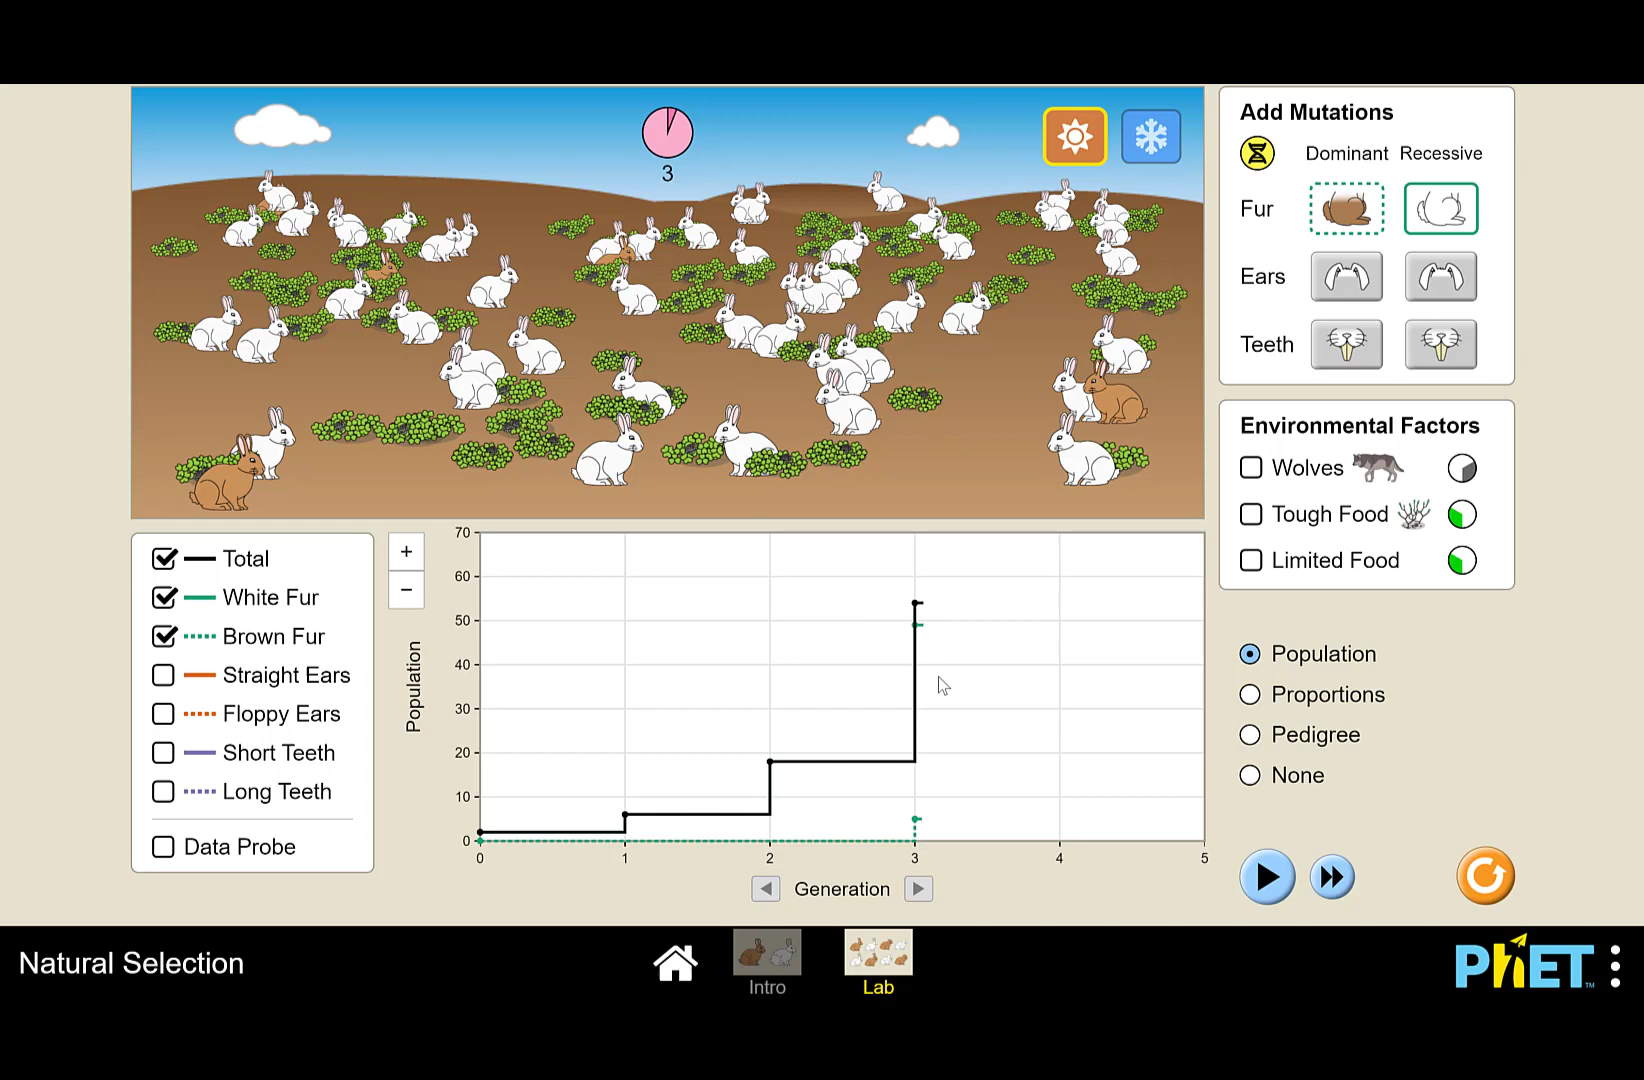 3
Add Mutations
Dominant Recessive
Fur
Ears
Teeth
Environmental Factors
Wolves
Tough Food
Limited Food
Total
White Fur
Brown Fur
Straight Ears
Floppy Ears
Short Teeth
Long Teeth
Data Probe
+
−
Population
70
60
50
40
30
20
10
0
0 1 2 3 4 5
Generation
Population
Proportions
Pedigree
None
Natural Selection
Intro
Lab
PhET™